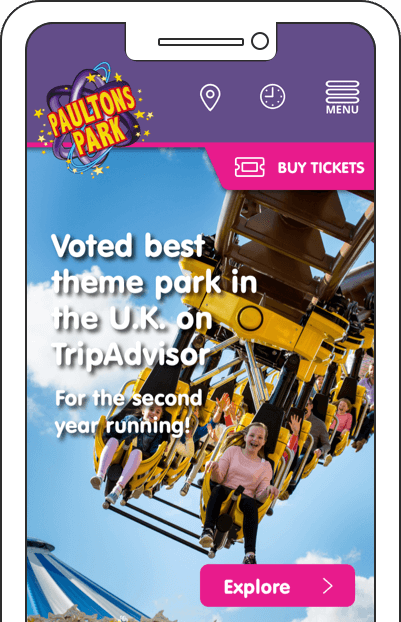 PAULTONS
PARK
MENU
BUY TICKETS
Voted best
theme park in
the U.K. on
TripAdvisor
For the second
year running!
Explore